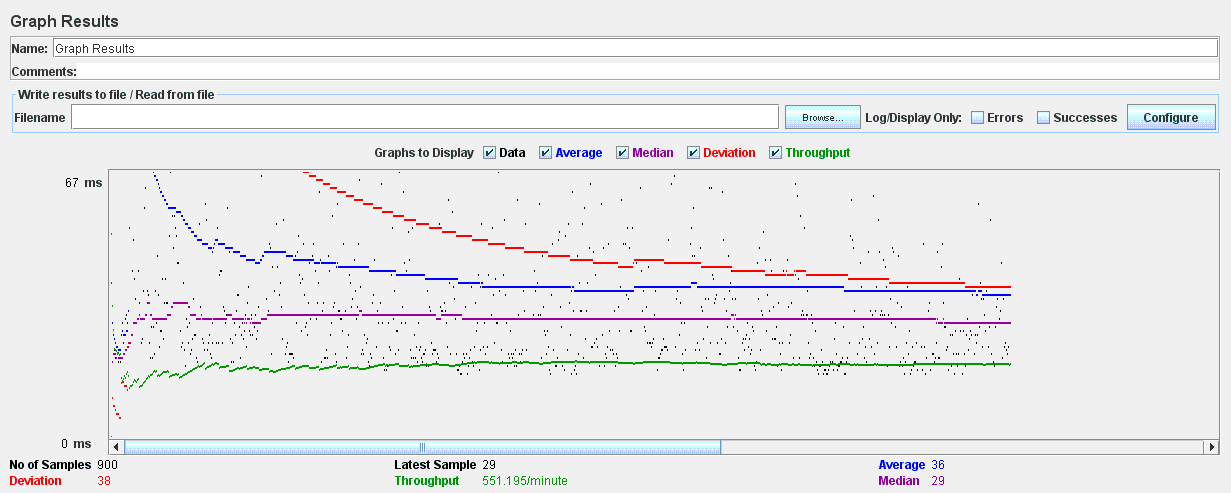 Graph Results
Name: Graph Results
Comments:
Write results to file / Read from file
Filename Browse... Log/Display Only: Errors Successes Configure
Graphs to Display Data Average Median Deviation Throughput
67 ms
0 ms
No of Samples 900 Latest Sample 29 Average 36
Deviation 38 Throughput 551.195/minute Median 29